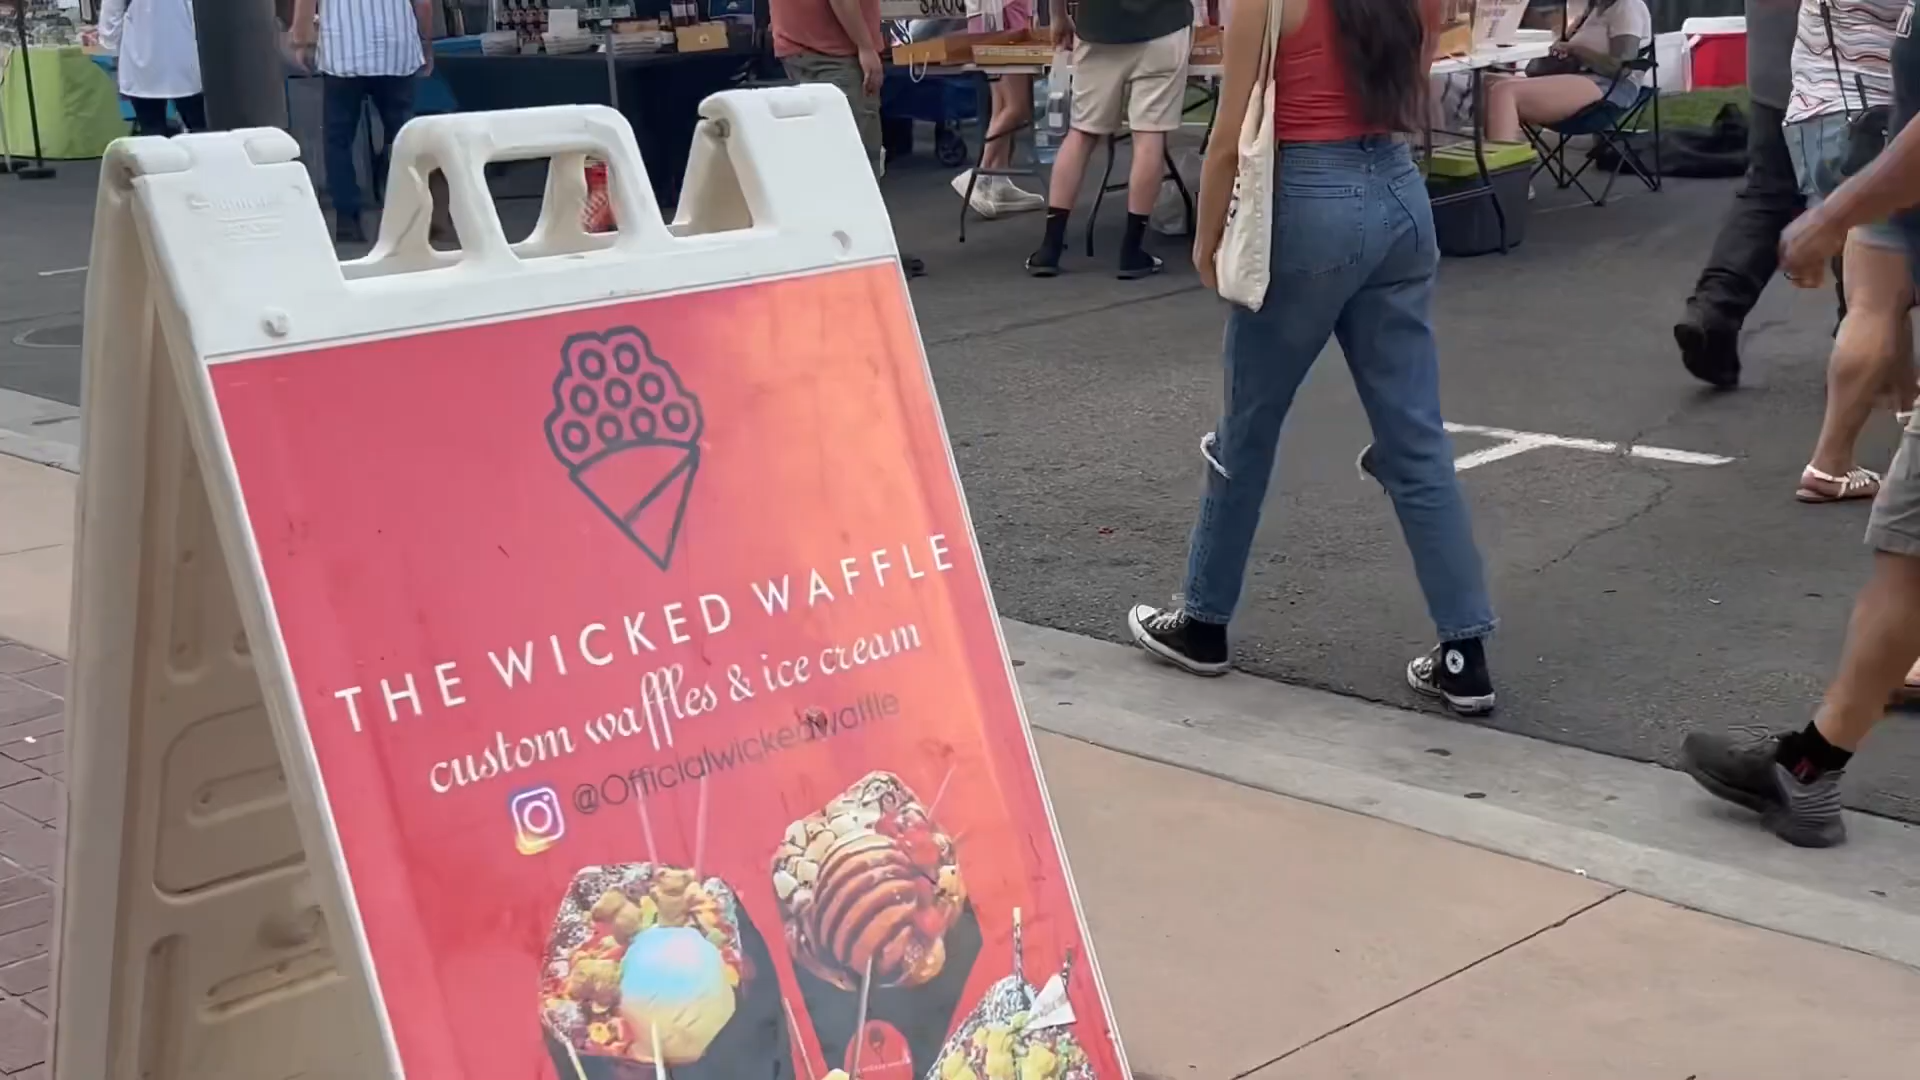 THE WICKED WAFFLE
custom waffles & ice cream
@Officialwickedwaffle